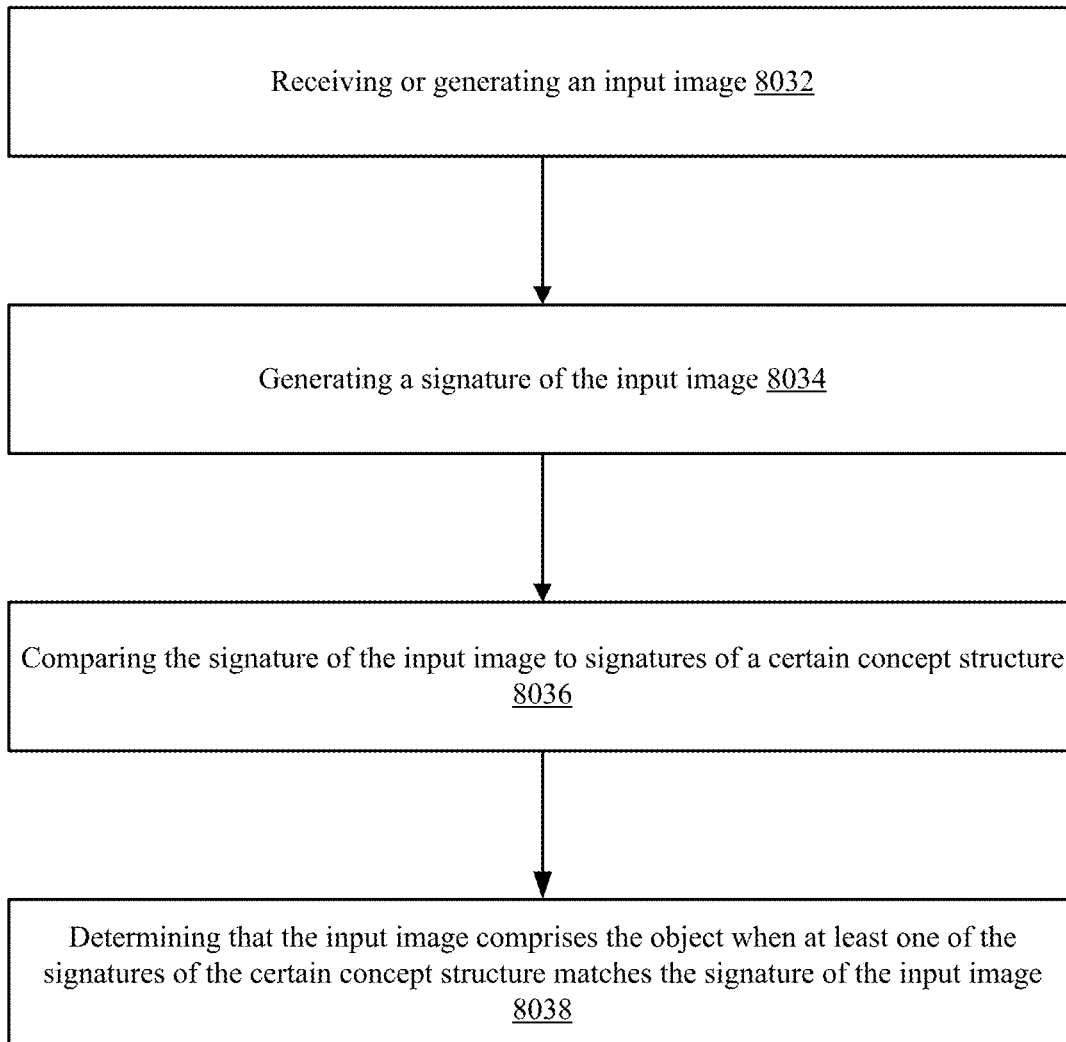 Receiving or generating an input image 8032
Generating a signature of the input image 8034
Comparing the signature of the input image to signatures of a certain concept structure
8036
Determining that the input image comprises the object when at least one of the
signatures of the certain concept structure matches the signature of the input image
8038